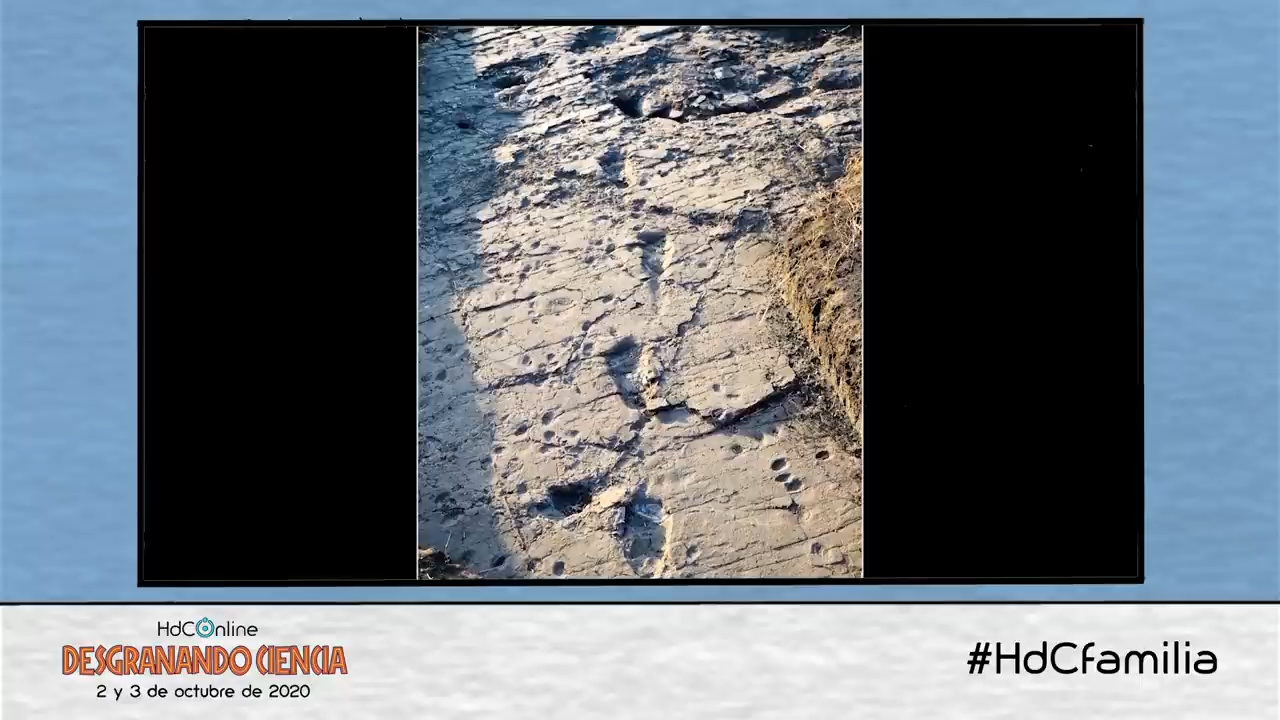 HdCOnline
DESGRANANDO CIENCIA
2 y 3 de octubre de 2020
#HdCfamilia